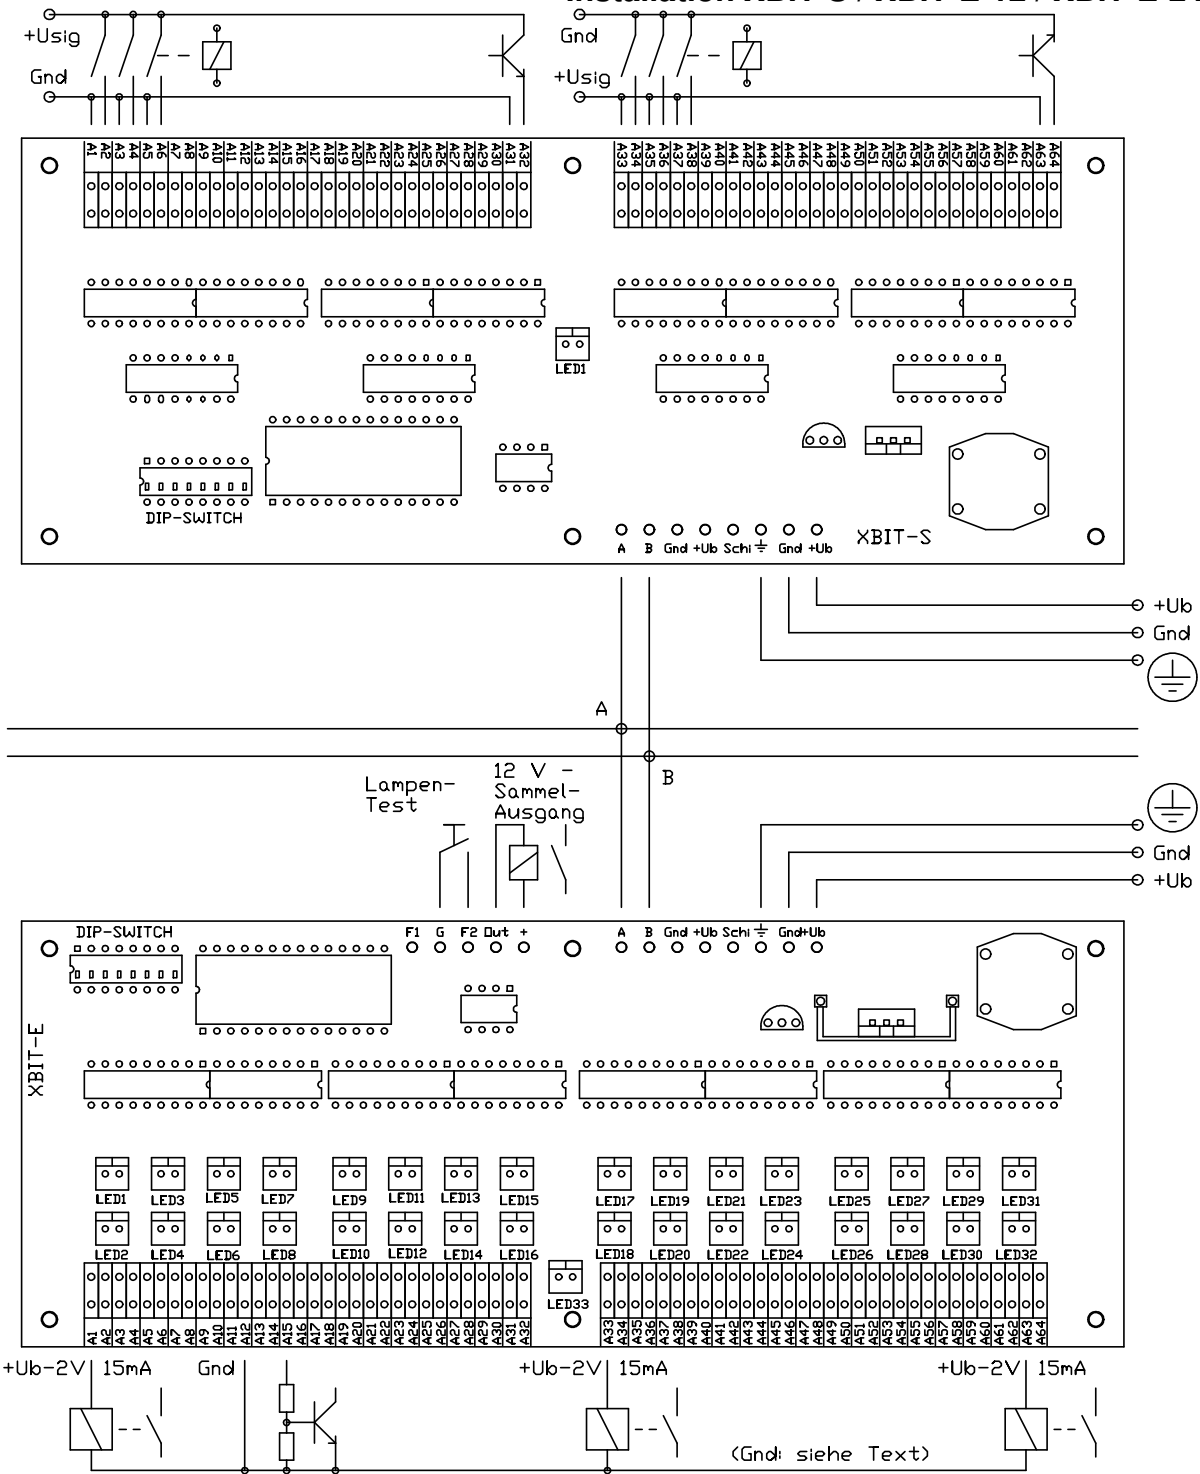 +Usig
Gnd
Gnd
+Usig
A1 A2 A3 A4 A5 A6 A7 A8 A9 A10 A11 A12 A13 A14 A15 A16 A17 A18 A19 A20 A21 A22 A23 A24 A25 A26 A27 A28 A29 A30 A31 A32
A33 A34 A35 A36 A37 A38 A39 A40 A41 A42 A43 A44 A45 A46 A47 A48 A49 A50 A51 A52 A53 A54 A55 A56 A57 A58 A59 A60 A61 A62 A63 A64
LED1
DIP-SWITCH
XBIT-S
A B Gnd +Ub Schi Gnd +Ub
+Ub
Gnd
A
B
Lampen-
Test
12 V -
Sammel-
Ausgang
Gnd
+Ub
DIP-SWITCH
F1 G F2 Out +
A B Gnd +Ub Schi Gnd+Ub
XBIT-E
LED1 LED3 LED5 LED7 LED9 LED11 LED13 LED15 LED17 LED19 LED21 LED23 LED25 LED27 LED29 LED31
LED2 LED4 LED6 LED8 LED10 LED12 LED14 LED16 LED18 LED20 LED22 LED24 LED26 LED28 LED30 LED32
LED33
A1 A2 A3 A4 A5 A6 A7 A8 A9 A10 A11 A12 A13 A14 A15 A16 A17 A18 A19 A20 A21 A22 A23 A24 A25 A26 A27 A28 A29 A30 A31 A32
A33 A34 A35 A36 A37 A38 A39 A40 A41 A42 A43 A44 A45 A46 A47 A48 A49 A50 A51 A52 A53 A54 A55 A56 A57 A58 A59 A60 A61 A62 A63 A64
+Ub-2V 15mA Gnd +Ub-2V 15mA +Ub-2V 15mA
(Gnd: siehe Text)